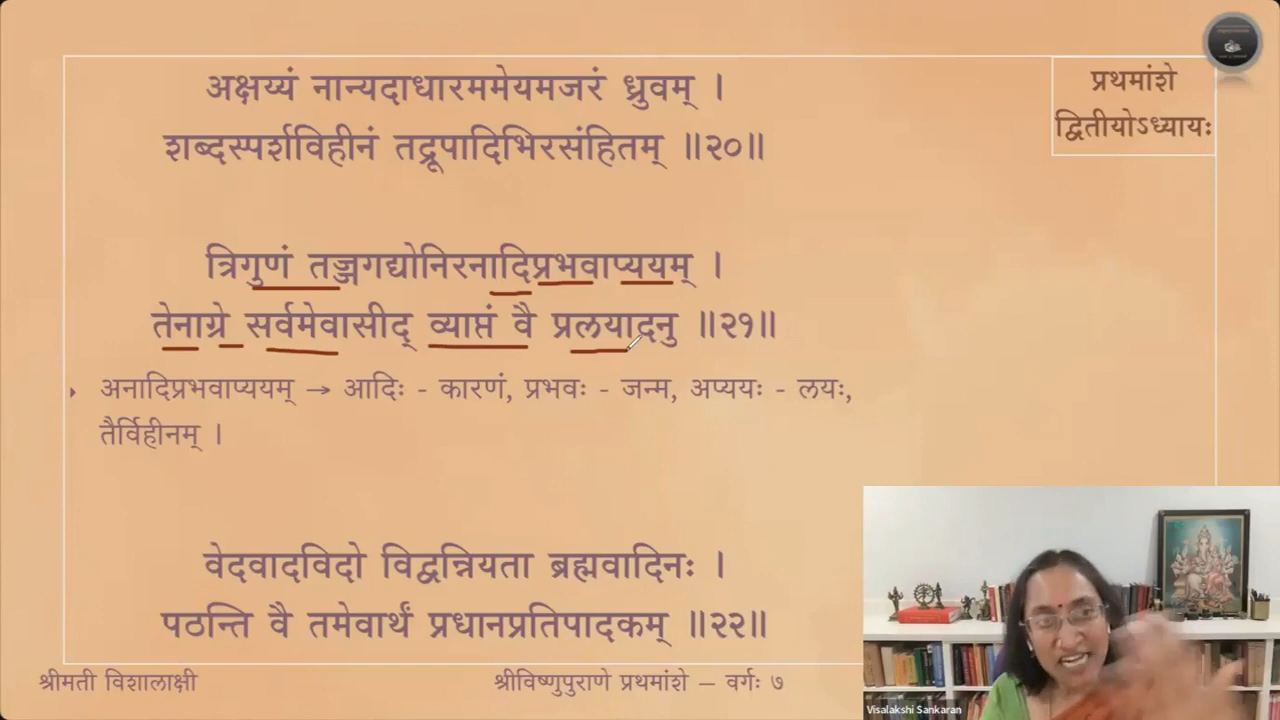 अक्षय्यं नान्यदाधारममेयमजरं ध्रुवम् ।
शब्दस्पर्शविहीनं तद्रूपादिभिरसंहितम् ॥२०॥
प्रथमांशे
द्वितीयोऽध्यायः
त्रिगुणं तज्जगद्योनिरनादिप्रभवाप्ययम् ।
तेनाग्रे सर्वमेवासीद् व्याप्तं वै प्रलयादनु ॥२१॥
अनादिप्रभवाप्ययम् → आदिः - कारणं, प्रभवः - जन्म, अप्ययः - लयः,
तैर्विहीनम् ।
वेदवादविदो विद्वन्नियता ब्रह्मवादिनः ।
पठन्ति वै तमेवार्थं प्रधानप्रतिपादकम् ॥२२॥
श्रीमती विशालाक्षी
श्रीविष्णुपुराणे प्रथमांशे – वर्गः ७
Visalakshi Sankaran